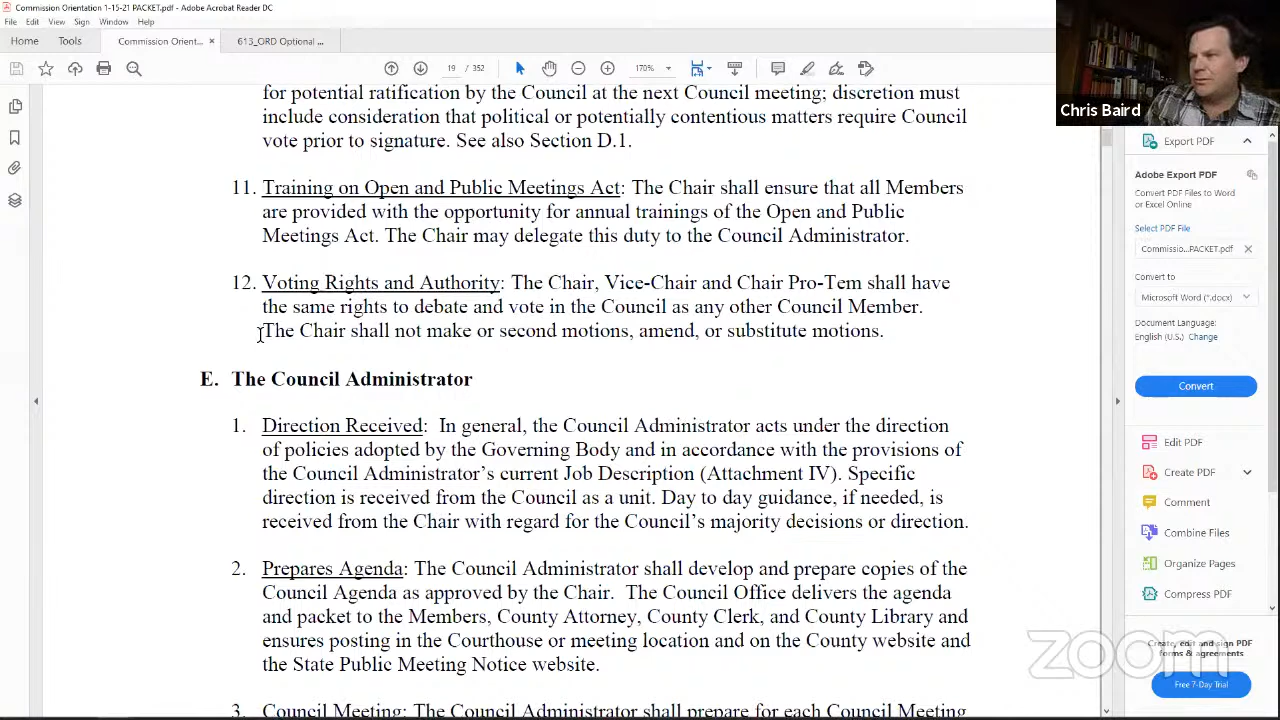 Commission Orientation 1-15-21 PACKET.pdf - Adobe Acrobat Reader DC
File Edit View Sign Window Help
Home Tools Commission Orient... × 613_ORD Optional ...
19 / 352 170%
Chris Baird
for potential ratification by the Council at the next Council meeting; discretion must
include consideration that political or potentially contentious matters require Council
vote prior to signature. See also Section D.1.
11. Training on Open and Public Meetings Act: The Chair shall ensure that all Members
are provided with the opportunity for annual trainings of the Open and Public
Meetings Act. The Chair may delegate this duty to the Council Administrator.
12. Voting Rights and Authority: The Chair, Vice-Chair and Chair Pro-Tem shall have
the same rights to debate and vote in the Council as any other Council Member.
The Chair shall not make or second motions, amend, or substitute motions.
E. The Council Administrator
1. Direction Received: In general, the Council Administrator acts under the direction
of policies adopted by the Governing Body and in accordance with the provisions of
the Council Administrator's current Job Description (Attachment IV). Specific
direction is received from the Council as a unit. Day to day guidance, if needed, is
received from the Chair with regard for the Council's majority decisions or direction.
2. Prepares Agenda: The Council Administrator shall develop and prepare copies of the
Council Agenda as approved by the Chair. The Council Office delivers the agenda
and packet to the Members, County Attorney, County Clerk, and County Library and
ensures posting in the Courthouse or meeting location and on the County website and
the State Public Meeting Notice website.
3. Council Meeting: The Council Administrator shall prepare for each Council Meeting
Export PDF
Adobe Export PDF
Convert PDF Files to Word
or Excel Online
Select PDF File
Commissio...PACKET.pdf ×
Convert to
Microsoft Word (*.docx)
Document Language:
English (U.S.) Change
Convert
Edit PDF
Create PDF
Comment
Combine Files
Organize Pages
Compress PDF
Create, edit and sign PDF
forms & agreements
Free 7-Day Trial
zoom